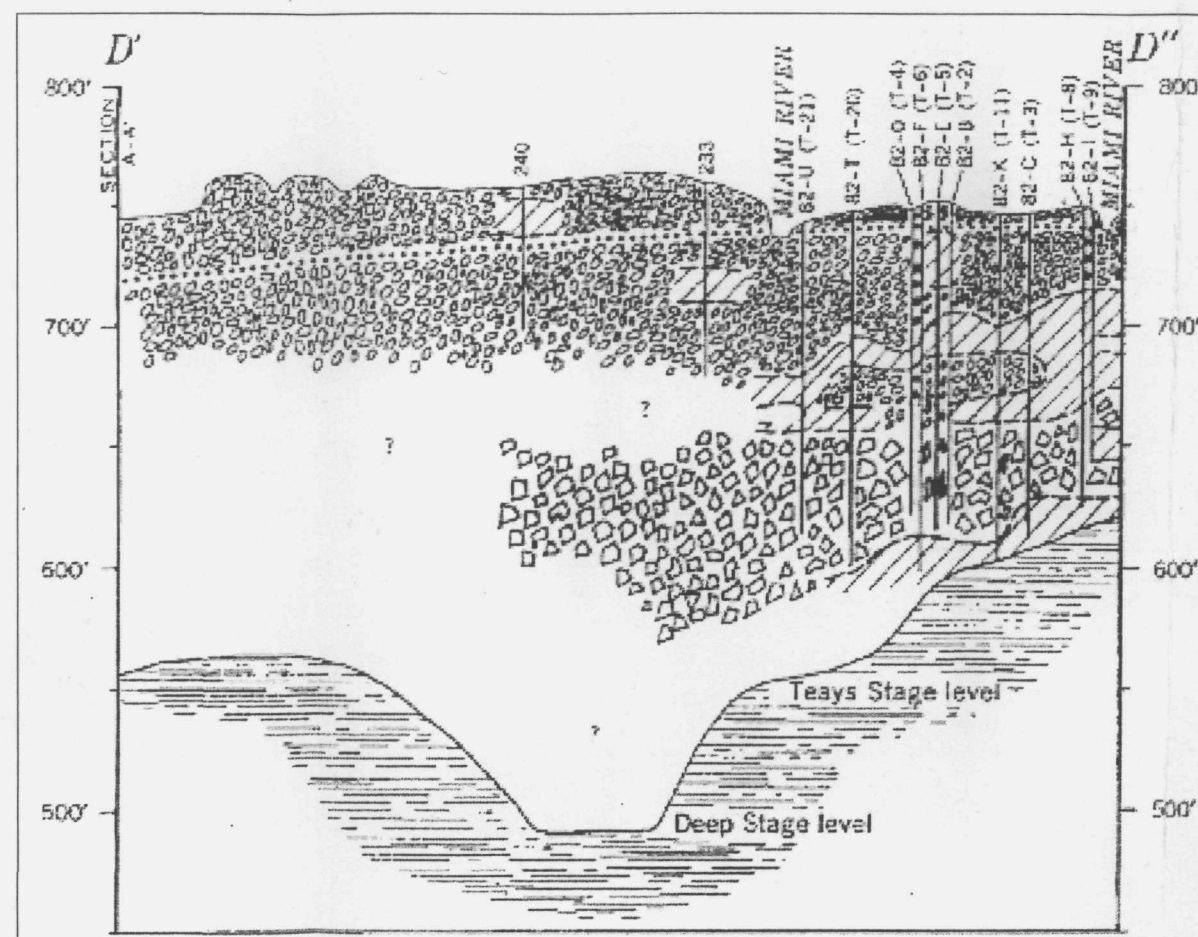 D'
D"
800'
800'
SECTION
A-A'
240
233
MIAMI RIVER
82-U (T-21)
82-T (T-20)
82-O (T-4)
82-F (T-6)
82-E (T-5)
82-B (T-2)
82-K (T-11)
82-C (T-3)
82-H (T-8)
82-I (T-9)
MIAMI RIVER
700'
700'
?
?
600'
600'
Teays Stage level
?
500'
500'
Deep Stage level